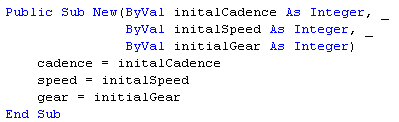 Public Sub New(ByVal initalCadence As Integer, _
ByVal initalSpeed As Integer, _
ByVal initialGear As Integer)
cadence = initalCadence
speed = initalSpeed
gear = initialGear
End Sub